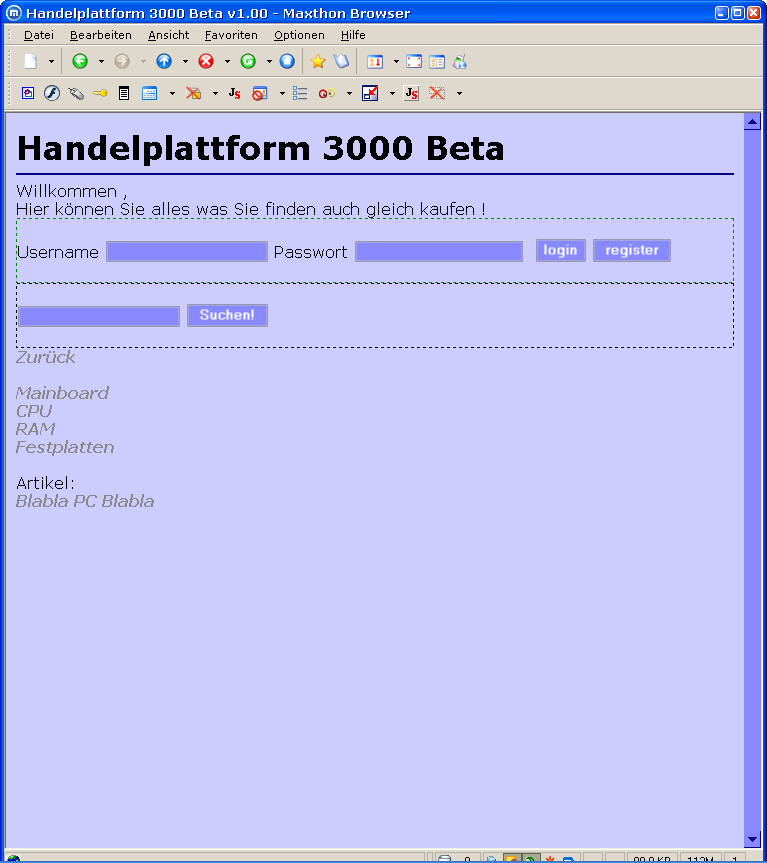 Handelplattform 3000 Beta v1.00 - Maxthon Browser
Datei Bearbeiten Ansicht Favoriten Optionen Hilfe
Handelplattform 3000 Beta
Willkommen ,
Hier können Sie alles was Sie finden auch gleich kaufen !
Username Passwort login register
Suchen!
Zurück
Mainboard
CPU
RAM
Festplatten
Artikel:
Blabla PC Blabla